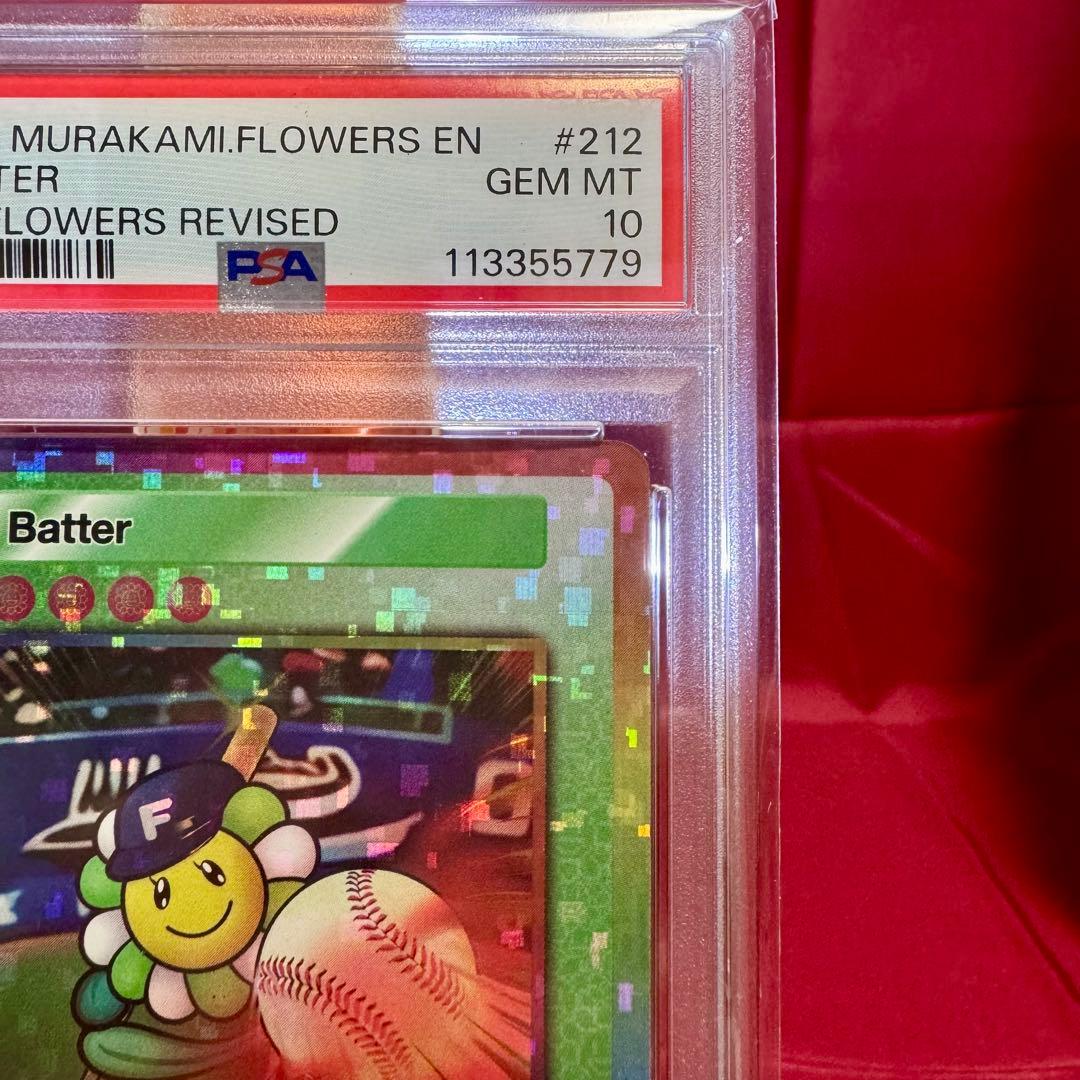 MURAKAMI.FLOWERS EN #212
TER GEM MT
FLOWERS REVISED 10
PSA 113355779
Batter
F